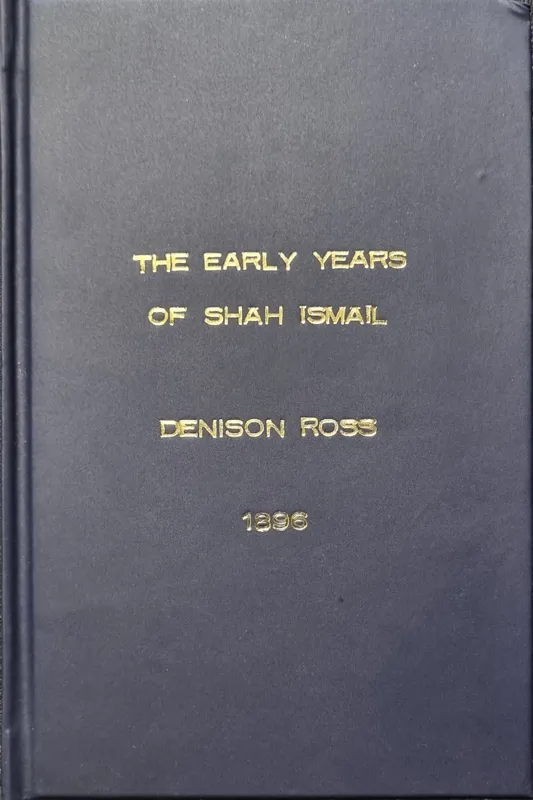 THE EARLY YEARS
OF SHAH ISMAIL
DENISON ROSS
1896